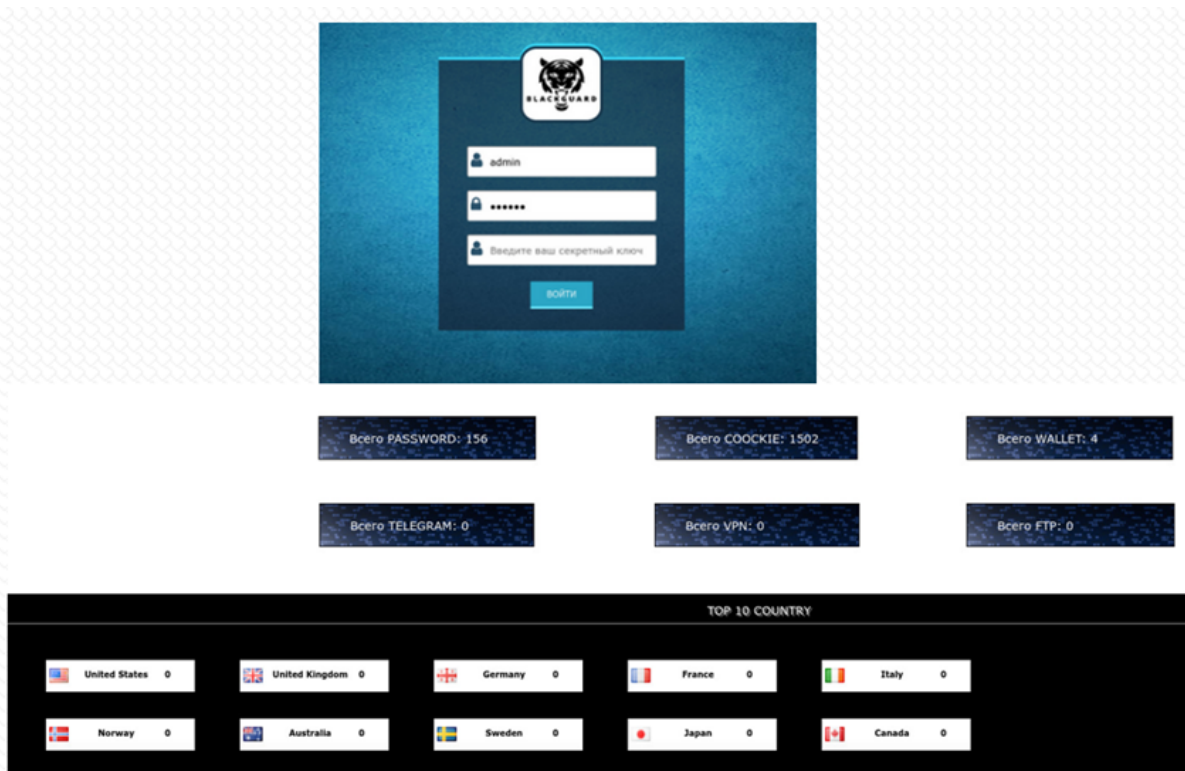 BLACKGUARD
admin
Введите ваш секретный ключ
ВОЙТИ
Всего PASSWORD: 156
Всего COOCKIE: 1502
Всего WALLET: 4
Всего TELEGRAM: 0
Всего VPN: 0
Всего FTP: 0
TOP 10 COUNTRY
United States 0
United Kingdom 0
Germany 0
France 0
Italy 0
Norway 0
Australia 0
Sweden 0
Japan 0
Canada 0